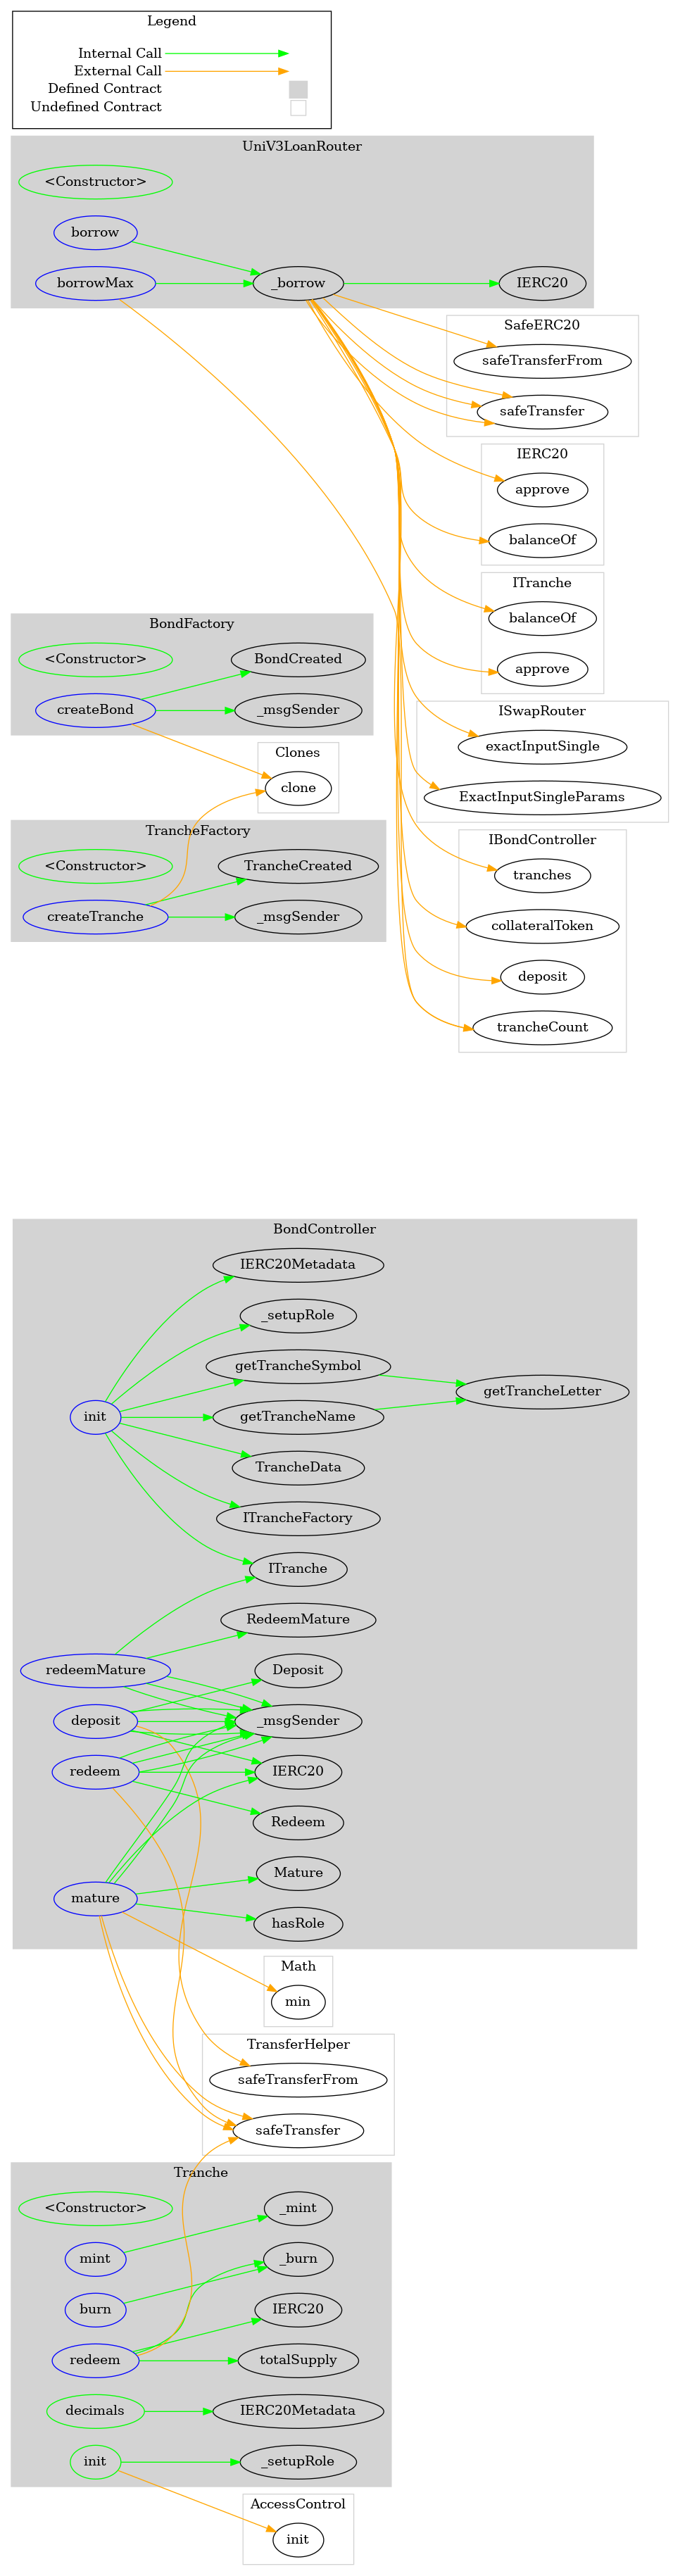 Legend
Internal Call
External Call
Defined Contract
Undefined Contract
UniV3LoanRouter
<Constructor>
borrow
borrowMax
_borrow
IERC20
SafeERC20
safeTransferFrom
safeTransfer
IERC20
approve
balanceOf
ITranche
balanceOf
approve
ISwapRouter
exactInputSingle
ExactInputSingleParams
IBondController
tranches
collateralToken
deposit
trancheCount
BondFactory
<Constructor>
BondCreated
createBond
_msgSender
Clones
clone
TrancheFactory
<Constructor>
TrancheCreated
createTranche
_msgSender
BondController
IERC20Metadata
_setupRole
getTrancheSymbol
getTrancheLetter
init
getTrancheName
TrancheData
ITrancheFactory
ITranche
RedeemMature
redeemMature
Deposit
deposit
_msgSender
redeem
IERC20
Redeem
Mature
mature
hasRole
Math
min
TransferHelper
safeTransferFrom
safeTransfer
Tranche
<Constructor>
_mint
mint
_burn
burn
IERC20
redeem
totalSupply
decimals
IERC20Metadata
init
_setupRole
AccessControl
init